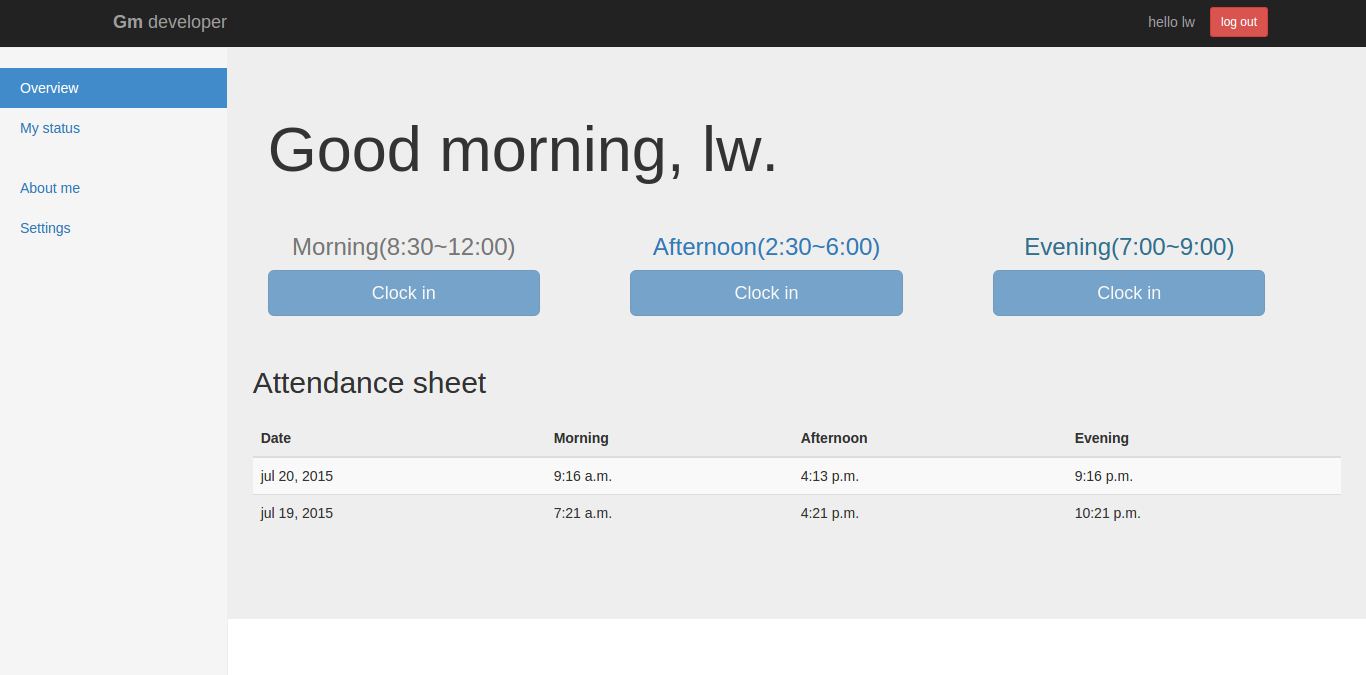 Gm developer hello lw log out
Overview
My status
About me
Settings
Good morning, lw.
Morning(8:30~12:00) Afternoon(2:30~6:00) Evening(7:00~9:00)
Clock in Clock in Clock in
Attendance sheet
Date Morning Afternoon Evening
jul 20, 2015 9:16 a.m. 4:13 p.m. 9:16 p.m.
jul 19, 2015 7:21 a.m. 4:21 p.m. 10:21 p.m.